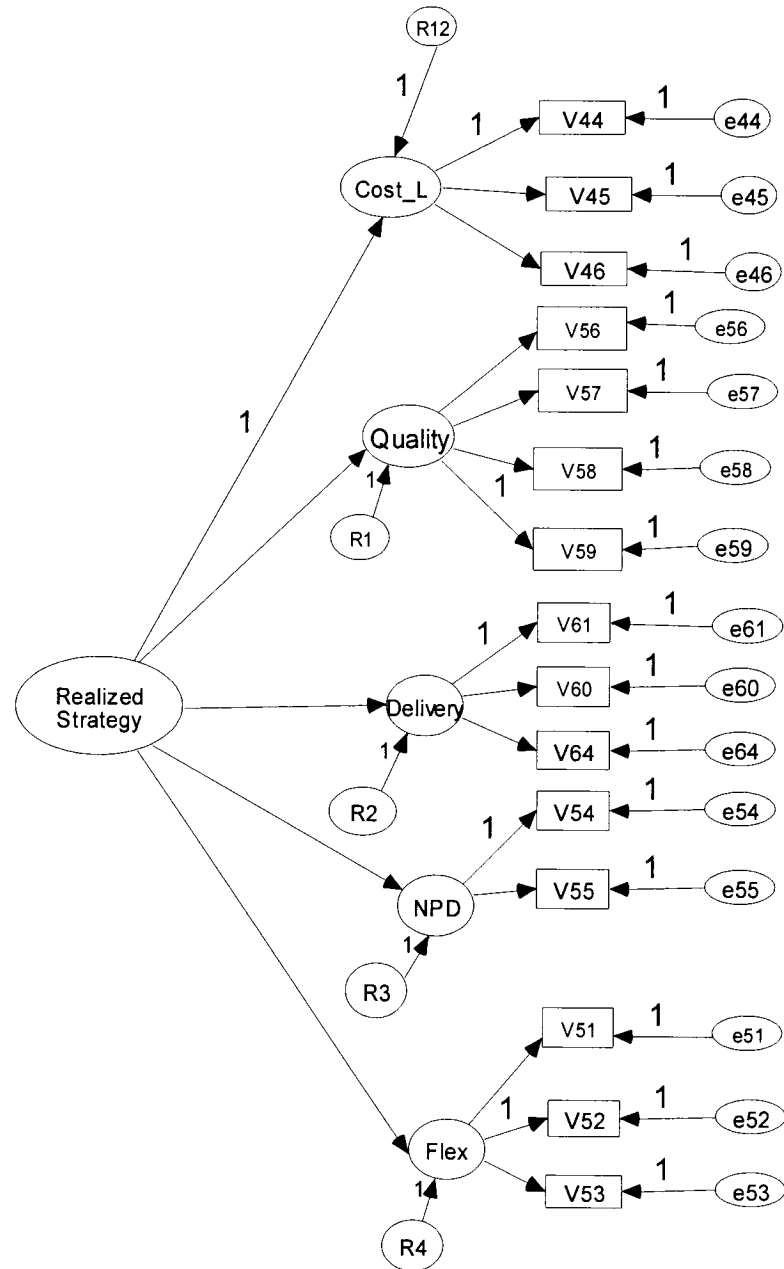 R12
1
1
V44
1
e44
Cost_L
V45
1
e45
V46
1
e46
1
V56
1
e56
V57
1
e57
Quality
1
R1
V58
1
e58
1
V59
1
e59
Realized
Strategy
1
V61
1
e61
Delivery
V60
1
e60
1
R2
V64
1
e64
1
V54
1
e54
NPD
V55
1
e55
1
R3
V51
1
e51
Flex
1
V52
1
e52
V53
1
e53
1
R4